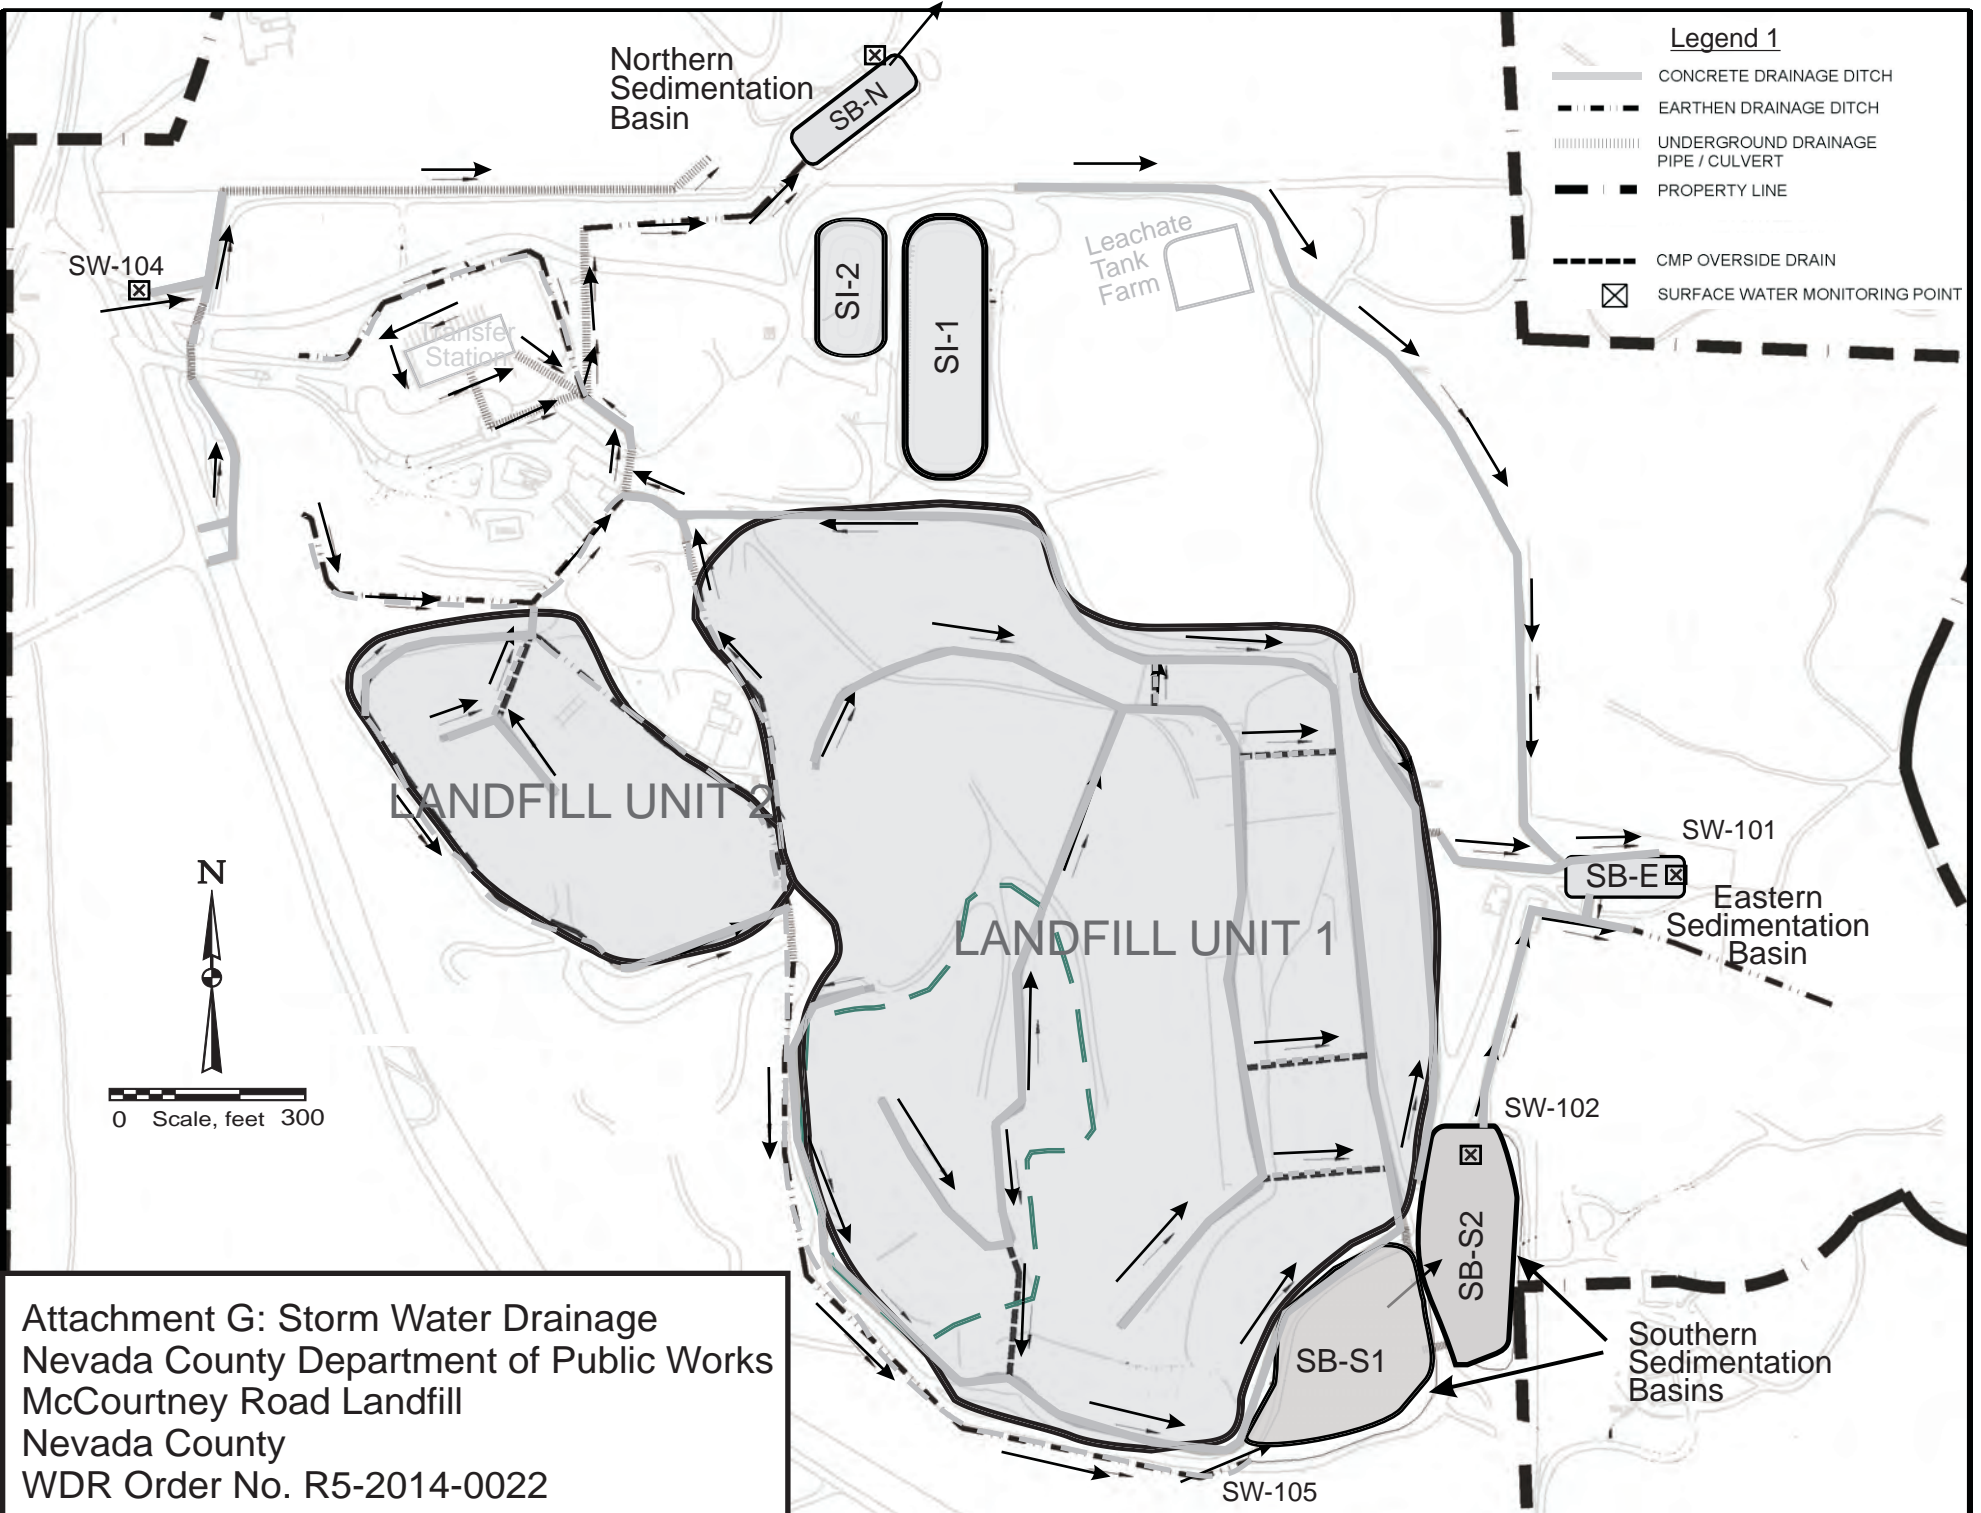 Northern
Sedimentation
Basin
SB-N
Legend 1
CONCRETE DRAINAGE DITCH
EARTHEN DRAINAGE DITCH
UNDERGROUND DRAINAGE
PIPE / CULVERT
PROPERTY LINE
CMP OVERSIDE DRAIN
SURFACE WATER MONITORING POINT
SW-104
Transfer
Station
SI-2
SI-1
Leachate
Tank
Farm
LANDFILL UNIT 2
LANDFILL UNIT 1
SW-101
SB-E
Eastern
Sedimentation
Basin
N
0 Scale, feet 300
SW-102
SB-S2
SB-S1
Southern
Sedimentation
Basins
SW-105
Attachment G: Storm Water Drainage
Nevada County Department of Public Works
McCourtney Road Landfill
Nevada County
WDR Order No. R5-2014-0022